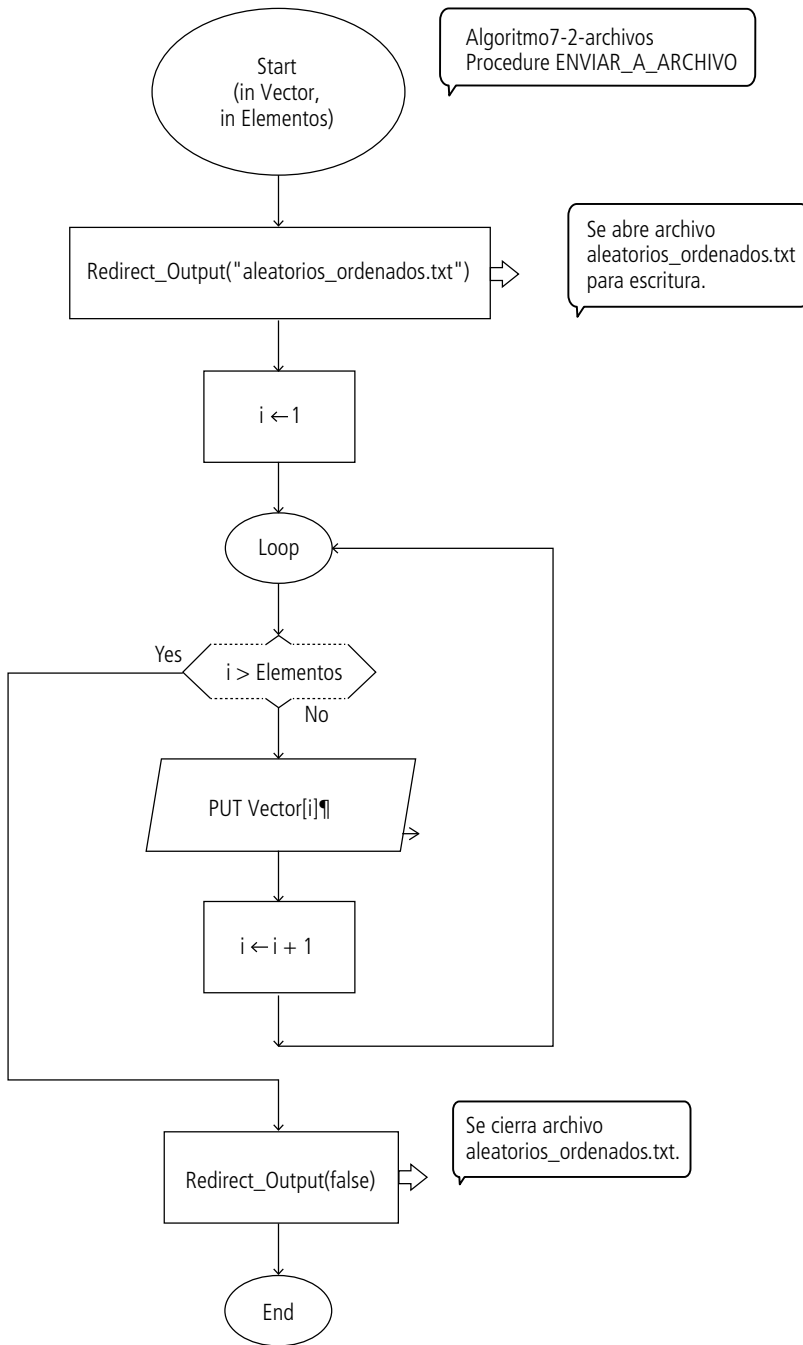 Algoritmo7-2-archivos
Procedure ENVIAR_A_ARCHIVO
Start
(in Vector,
in Elementos)
Redirect_Output("aleatorios_ordenados.txt")
Se abre archivo
aleatorios_ordenados.txt
para escritura.
i ← 1
Loop
Yes
i > Elementos
No
PUT Vector[i]¶
i ← i + 1
Redirect_Output(false)
Se cierra archivo
aleatorios_ordenados.txt.
End